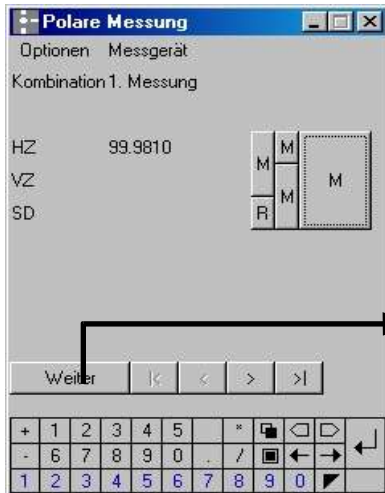 Polare Messung
Optionen Messgerät
Kombination 1. Messung
HZ 99.9810
VZ
SD
M M M M R
Weiter |< < > >|
+ 1 2 3 4 5 *
- 6 7 8 9 0 . /
1 2 3 4 5 6 7 8 9 0